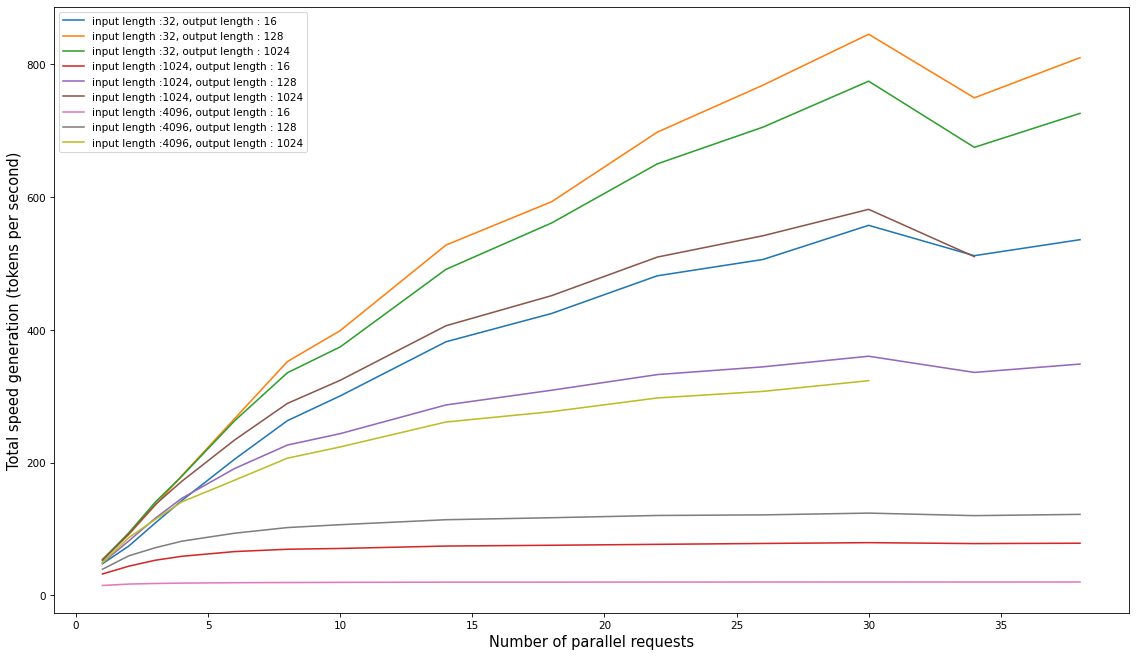 input length :32, output length : 16
input length :32, output length : 128
input length :32, output length : 1024
input length :1024, output length : 16
input length :1024, output length : 128
input length :1024, output length : 1024
input length :4096, output length : 16
input length :4096, output length : 128
input length :4096, output length : 1024
Total speed generation (tokens per second)
800
600
400
200
0
0 5 10 15 20 25 30 35
Number of parallel requests